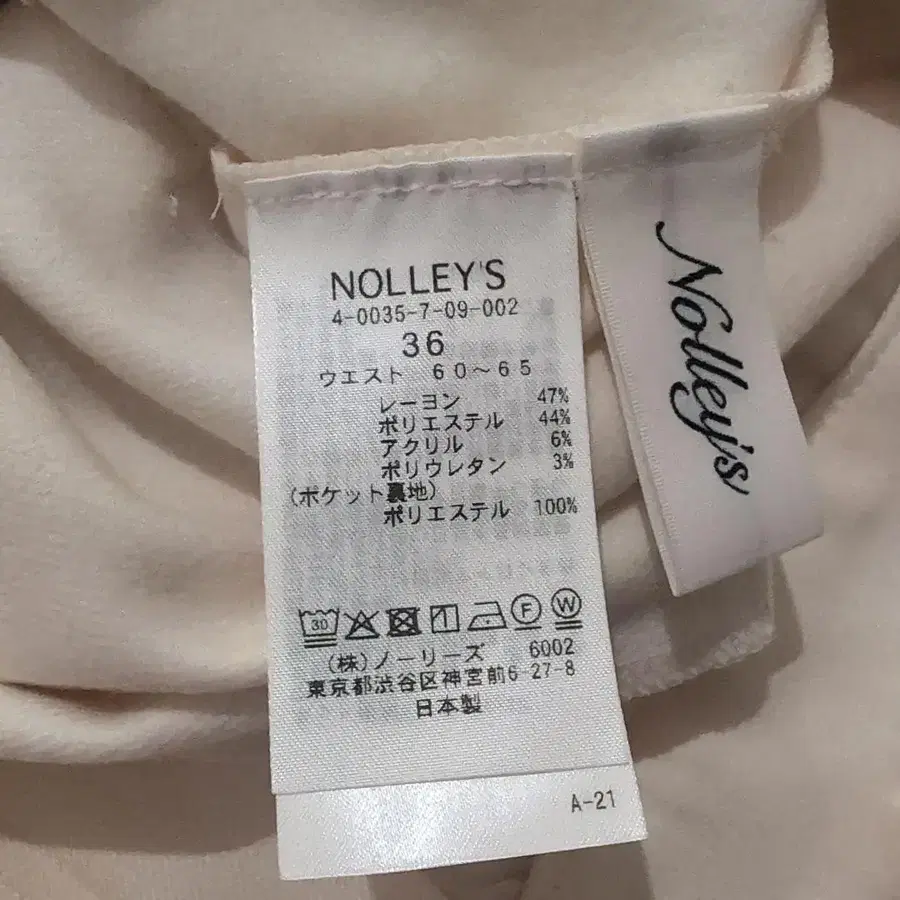 NOLLEY'S
4-0035-7-09-002
36
ウエスト 60～65
レーヨン 47%
ポリエステル 44%
アクリル 6%
ポリウレタン 3%
(ポケット裏地)
ポリエステル 100%
30 F W
(株)ノーリーズ 6002
東京都渋谷区神宮前6-27-8
日本製
A-21
Nolley's